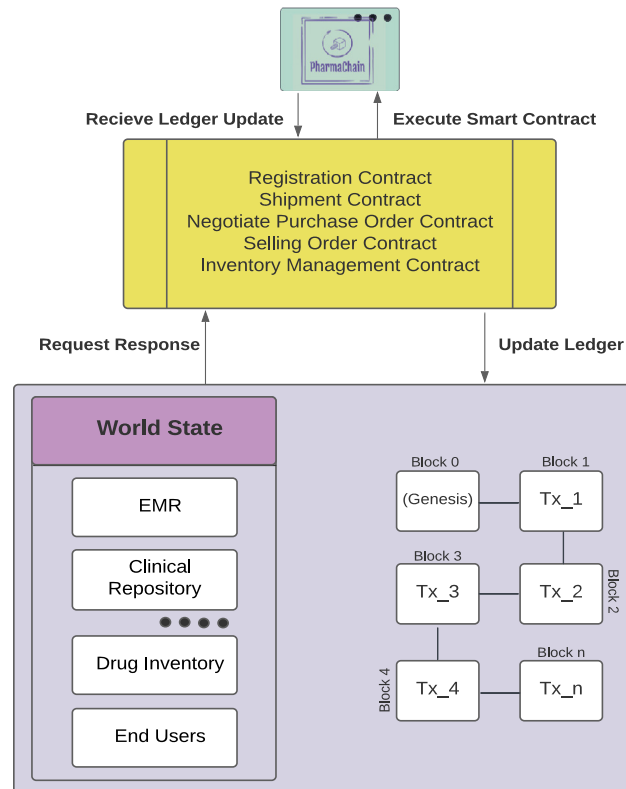 PharmaChain
Recieve Ledger Update
Execute Smart Contract
Registration Contract
Shipment Contract
Negotiate Purchase Order Contract
Selling Order Contract
Inventory Management Contract
Request Response
Update Ledger
World State
EMR
Clinical
Repository
Drug Inventory
End Users
Block 0
Block 1
(Genesis)
Tx_1
Block 3
Tx_3
Tx_2
Block 2
Block n
Block 4
Tx_4
Tx_n